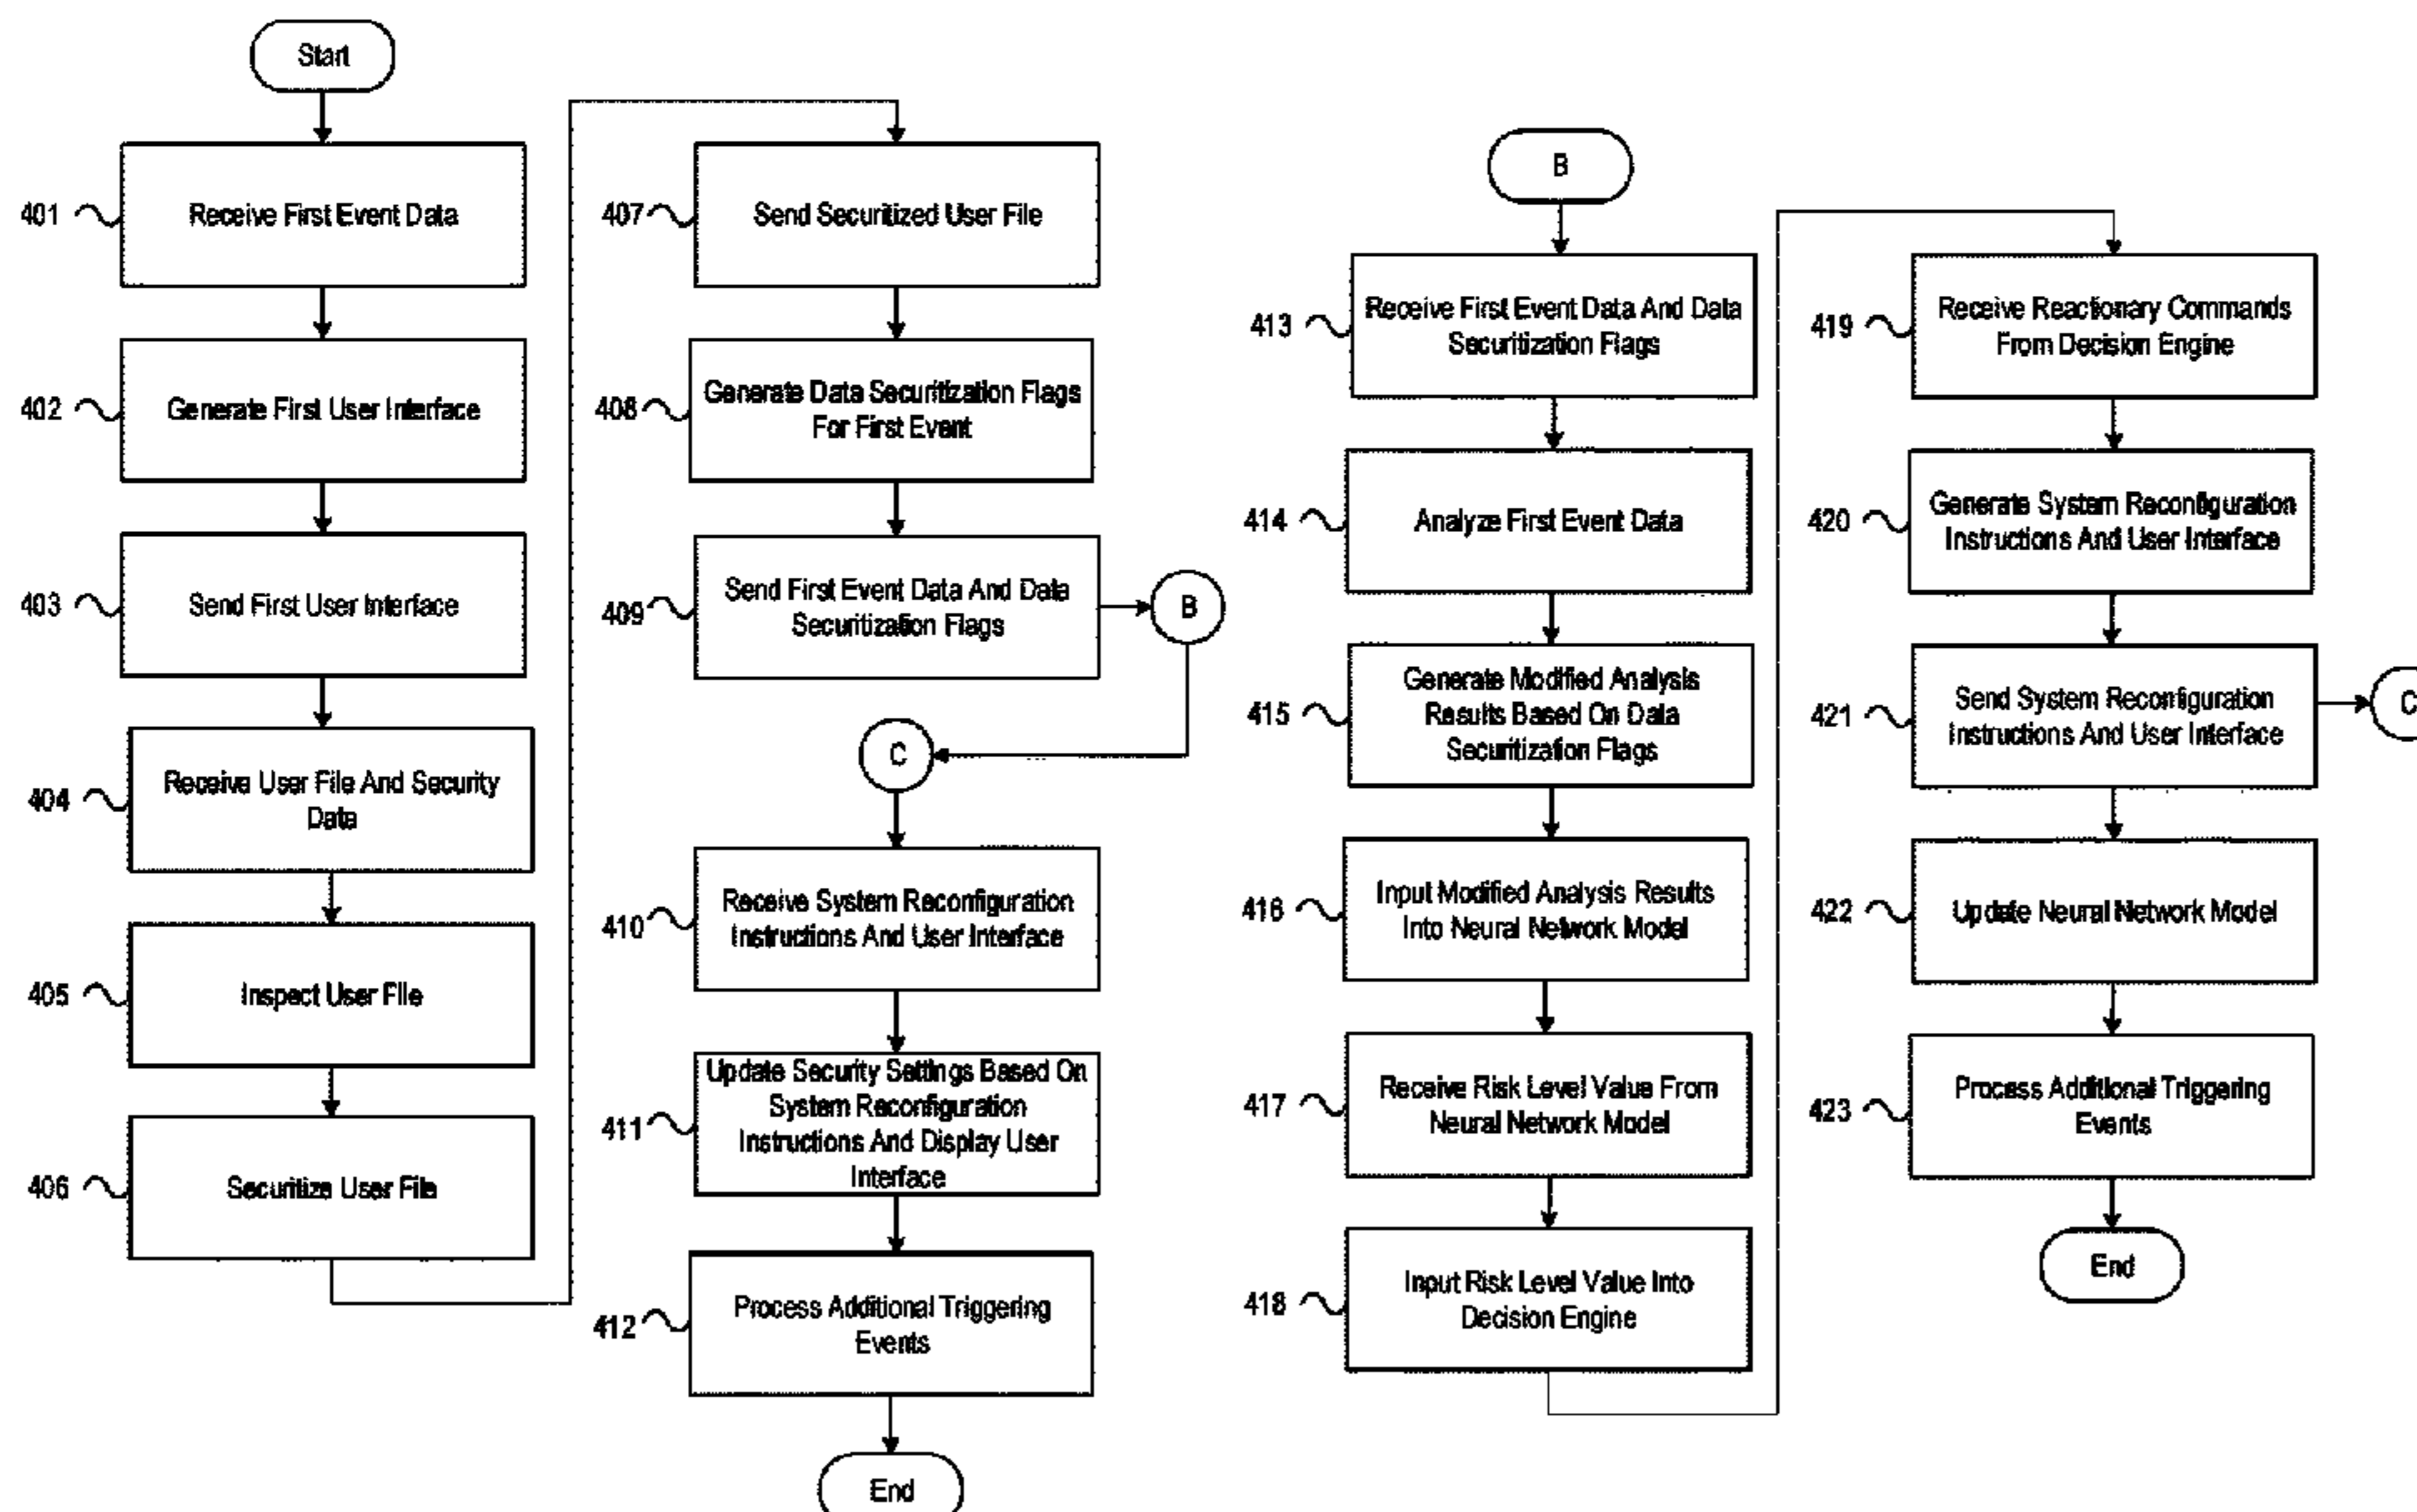 Start
401
Receive First Event Data
402
Generate First User Interface
403
Send First User Interface
404
Receive User File And Security
Data
405
Inspect User File
406
Securitize User File
407
Send Securitized User File
408
Generate Data Securitization Flags
For First Event
409
Send First Event Data And Data
Securitization Flags
B
C
410
Receive System Reconfiguration
Instructions And User Interface
411
Update Security Settings Based On
System Reconfiguration
Instructions And Display User
Interface
412
Process Additional Triggering
Events
End
B
413
Receive First Event Data And Data
Securitization Flags
414
Analyze First Event Data
415
Generate Modified Analysis
Results Based On Data
Securitization Flags
416
Input Modified Analysis Results
Into Neural Network Model
417
Receive Risk Level Value From
Neural Network Model
418
Input Risk Level Value Into
Decision Engine
419
Receive Reactionary Commands
From Decision Engine
420
Generate System Reconfiguration
Instructions And User Interface
421
Send System Reconfiguration
Instructions And User Interface
C
422
Update Neural Network Model
423
Process Additional Triggering
Events
End